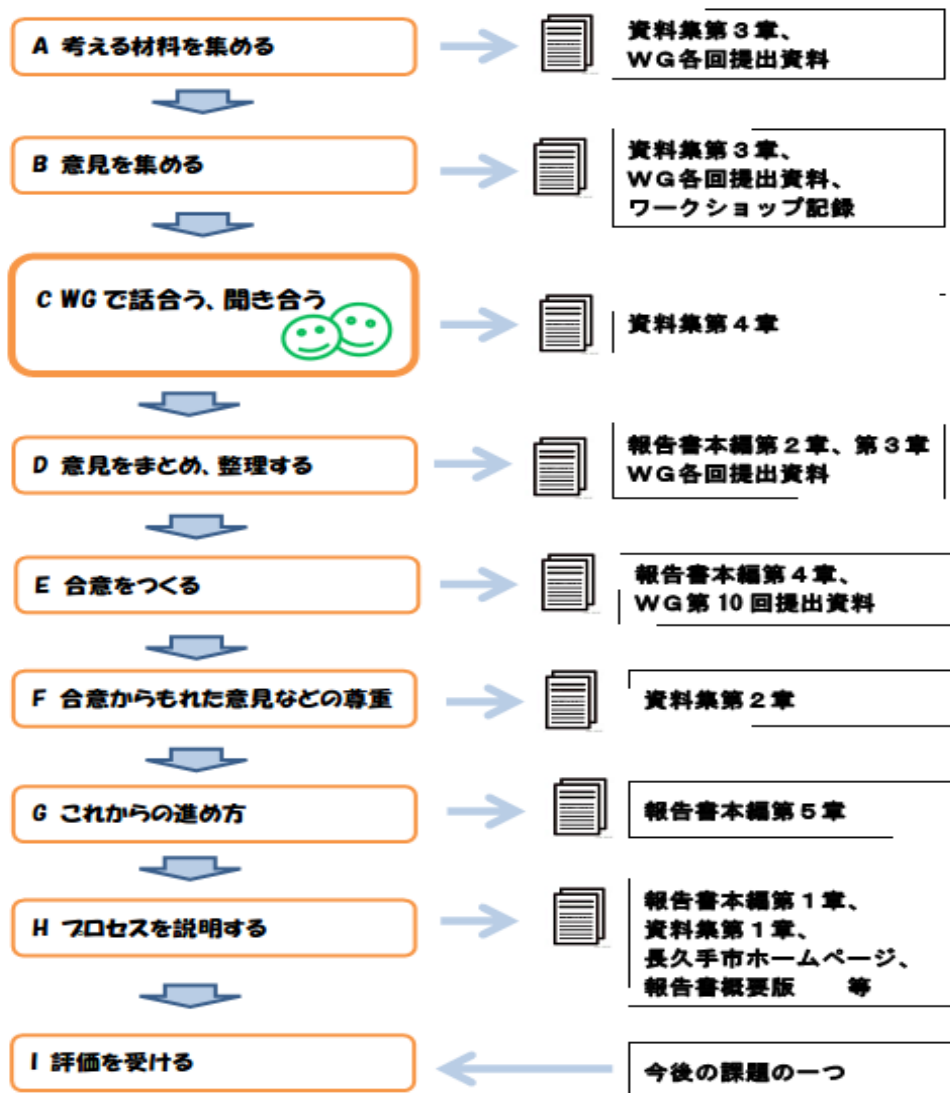 A 考える材料を集める
資料集第３章、
ＷＧ各回提出資料
B 意見を集める
資料集第３章、
ＷＧ各回提出資料、
ワークショップ記録
C WGで話合う、聞き合う
資料集第４章
D 意見をまとめ、整理する
報告書本編第２章、第３章
ＷＧ各回提出資料
E 合意をつくる
報告書本編第４章、
ＷＧ第10回提出資料
F 合意からもれた意見などの尊重
資料集第２章
G これからの進め方
報告書本編第５章
H プロセスを説明する
報告書本編第１章、
資料集第１章、
長久手市ホームページ、
報告書概要版　　等
I 評価を受ける
今後の課題の一つ